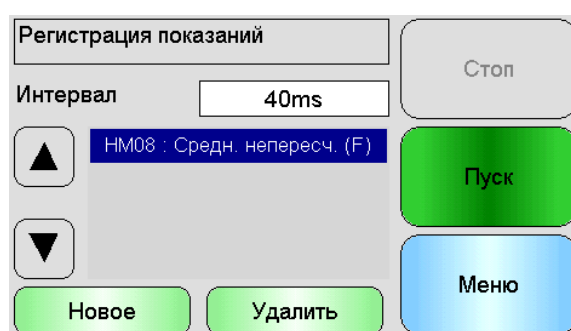 Регистрация показаний
Стоп
Интервал
40ms
HM08 : Средн. непересч. (F)
Пуск
Меню
Новое
Удалить